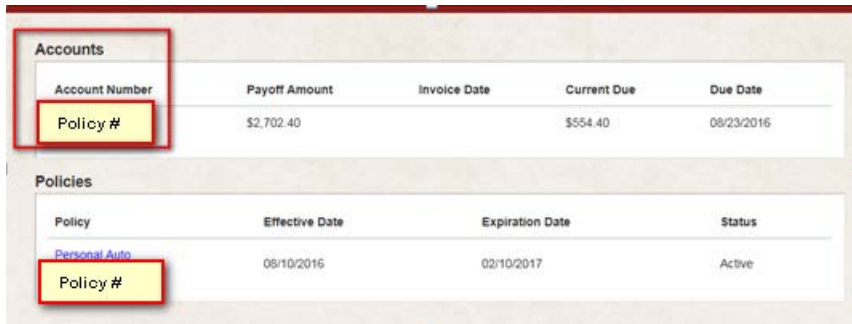 Accounts
Account Number Payoff Amount Invoice Date Current Due Due Date
Policy # $2,702.40 $554.40 08/23/2016
Policies
Policy Effective Date Expiration Date Status
Personal Auto
08/10/2016 02/10/2017 Active
Policy #